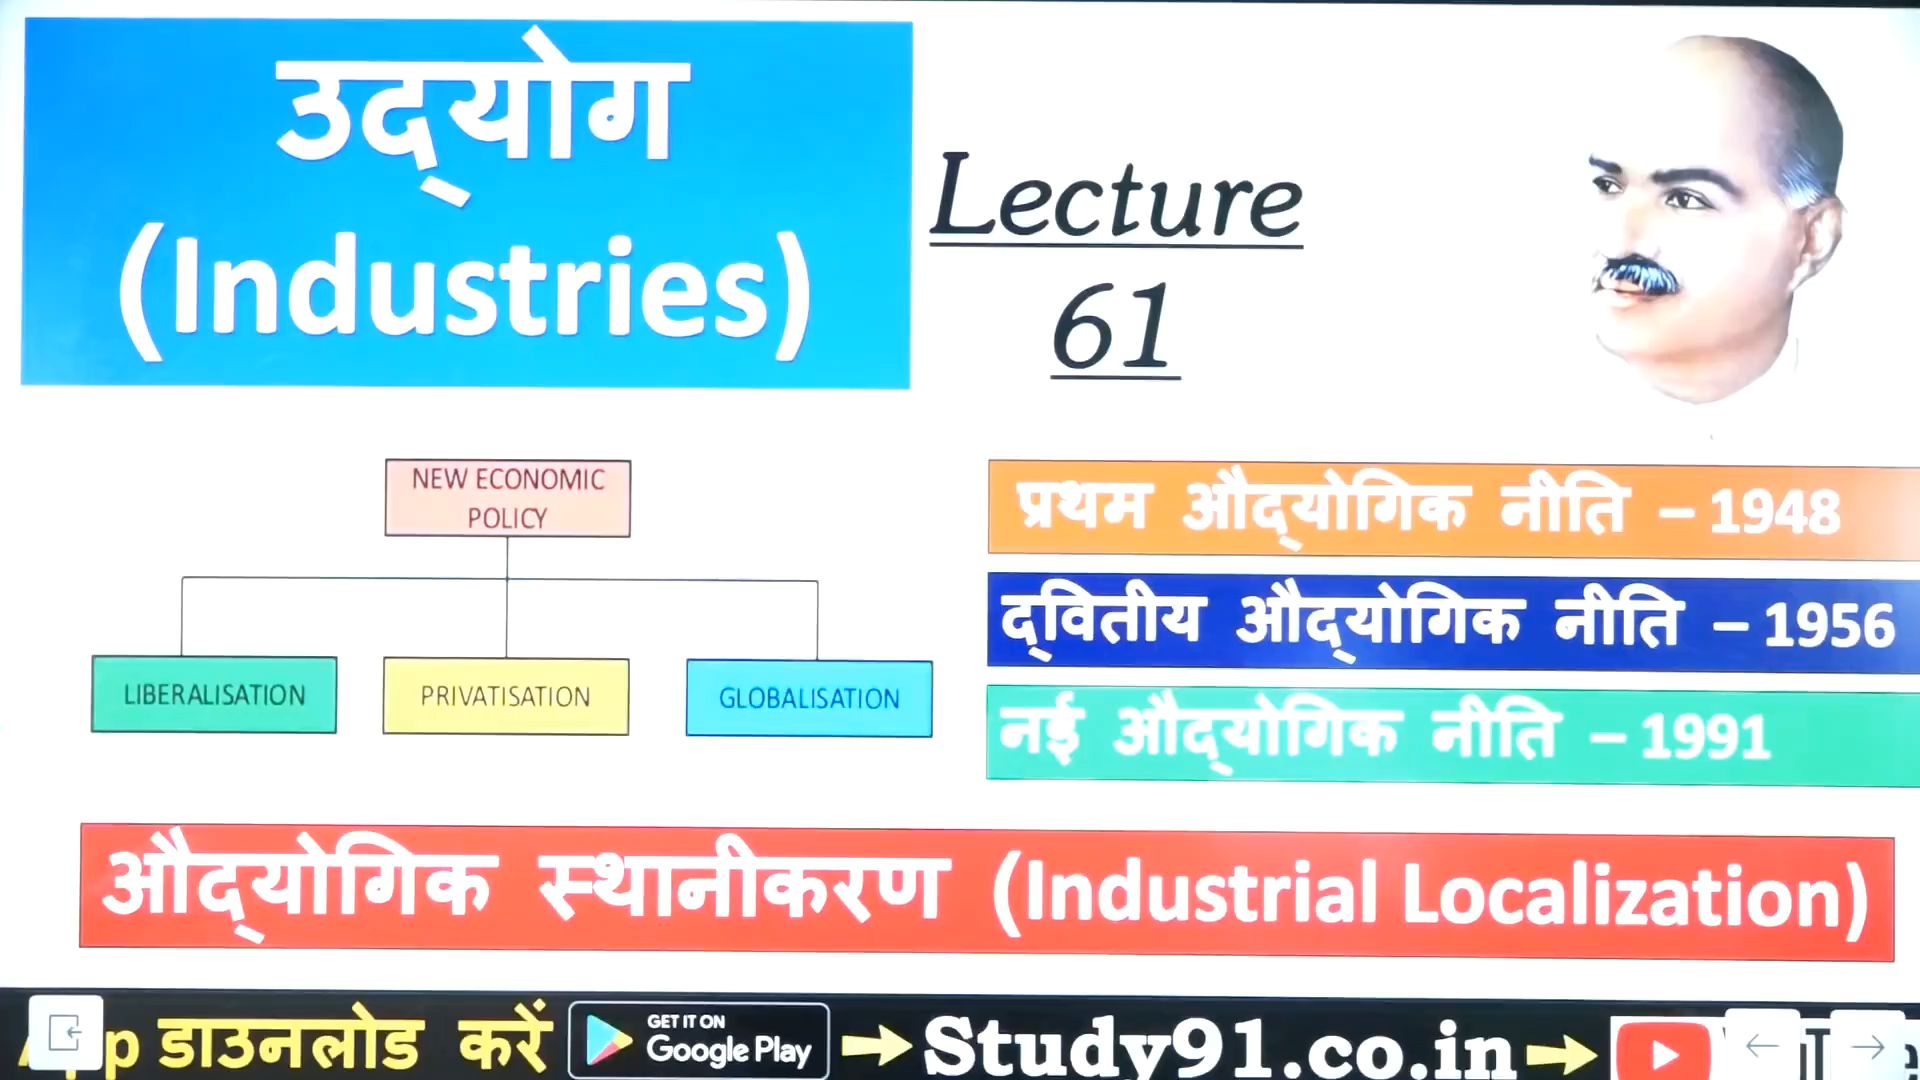 उद्योग
(Industries)
Lecture
61
NEW ECONOMIC
POLICY
LIBERALISATION
PRIVATISATION
GLOBALISATION
प्रथम औद्योगिक नीति – 1948
द्वितीय औद्योगिक नीति – 1956
नई औद्योगिक नीति – 1991
औद्योगिक स्थानीकरण (Industrial Localization)
डाउनलोड करें
GET IT ON
Google Play
Study91.co.in